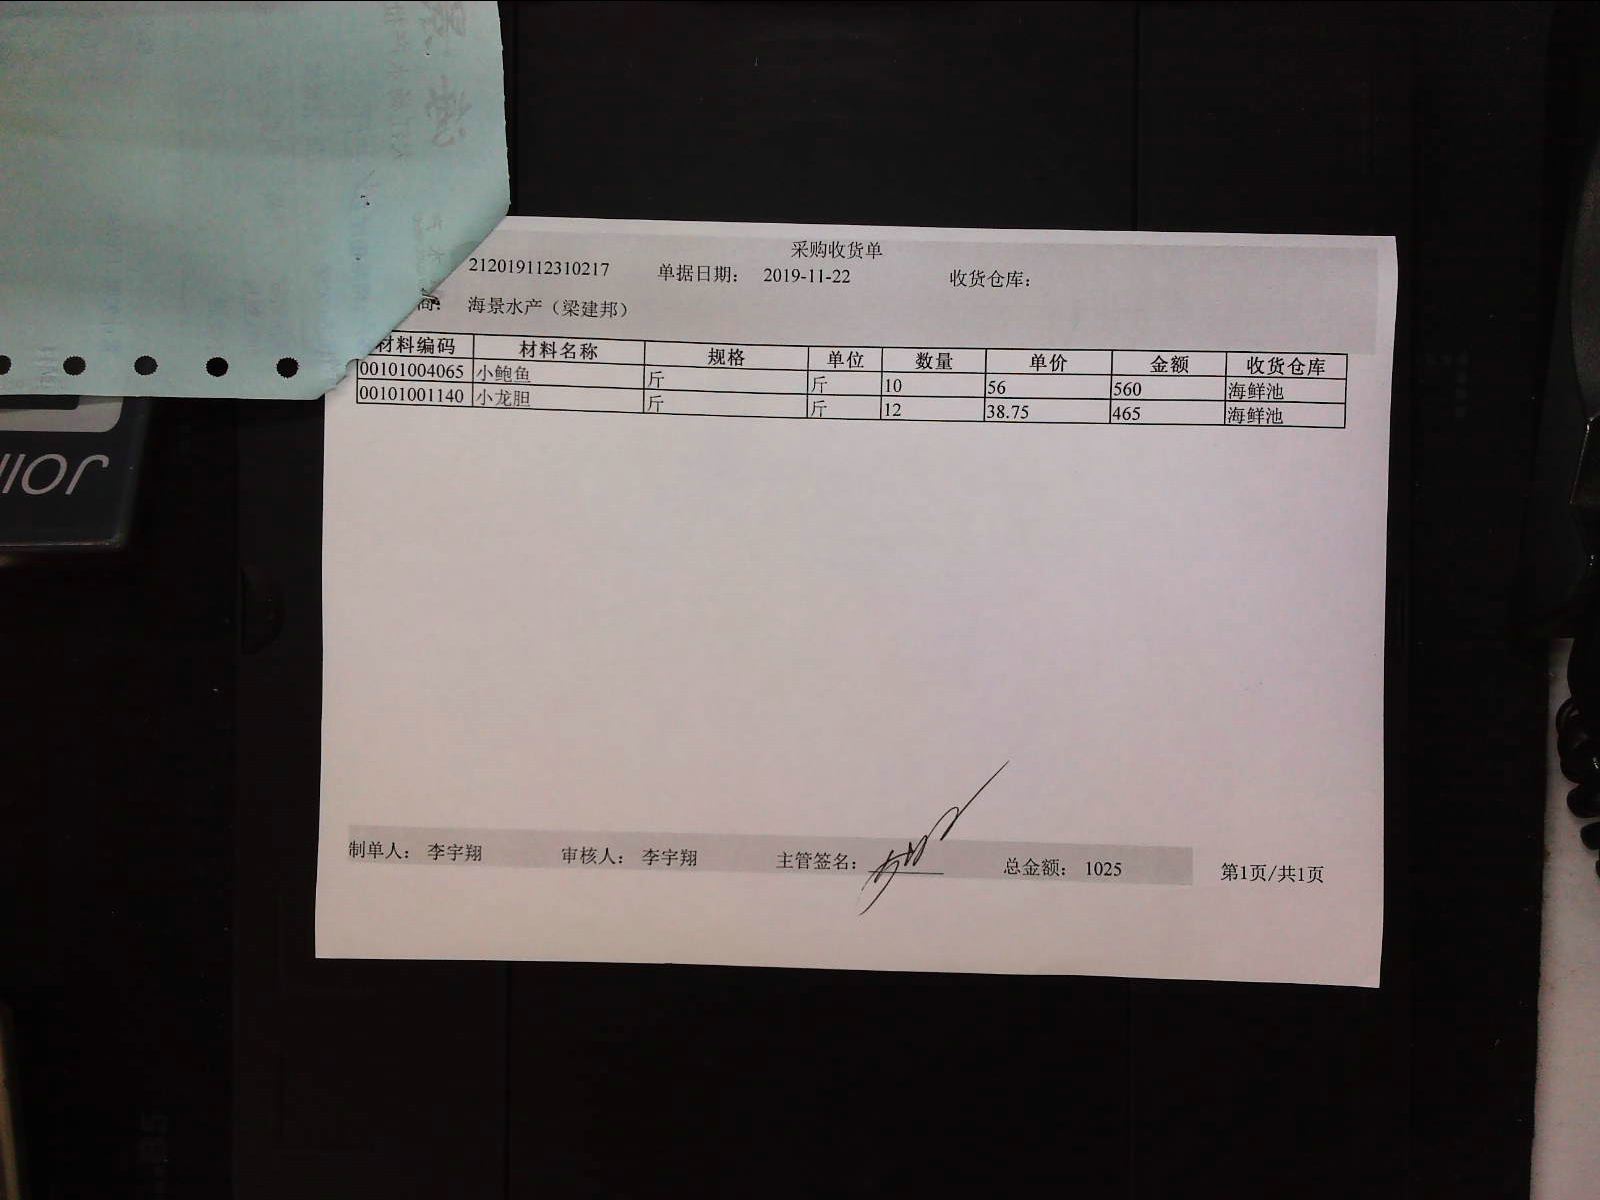 采购收货单
212019112310217 单据日期： 2019-11-22 收货仓库：
商： 海景水产（梁建邦）
材料编码 材料名称 规格 单位 数量 单价 金额 收货仓库
00101004065 小鲍鱼 斤 斤 10 56 560 海鲜池
00101001140 小龙胆 斤 斤 12 38.75 465 海鲜池
制单人： 李宇翔 审核人： 李宇翔 主管签名： 总金额： 1025 第1页/共1页